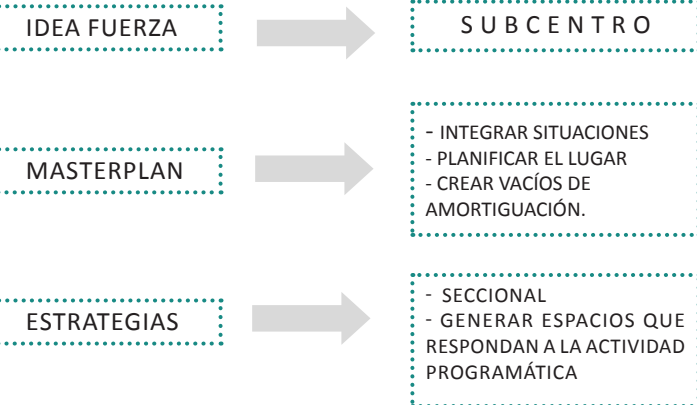 IDEA FUERZA
SUBCENTRO
MASTERPLAN
- INTEGRAR SITUACIONES
- PLANIFICAR EL LUGAR
- CREAR VACÍOS DE
AMORTIGUACIÓN.
ESTRATEGIAS
- SECCIONAL
- GENERAR ESPACIOS QUE
RESPONDAN A LA ACTIVIDAD
PROGRAMÁTICA